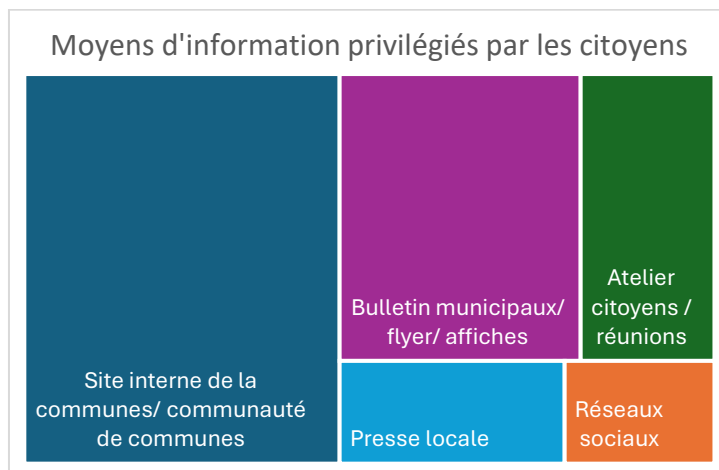 Moyens d'information privilégiés par les citoyens
Site interne de la
communes/ communauté
de communes
Bulletin municipaux/
flyer/ affiches
Atelier
citoyens /
réunions
Presse locale
Réseaux
sociaux